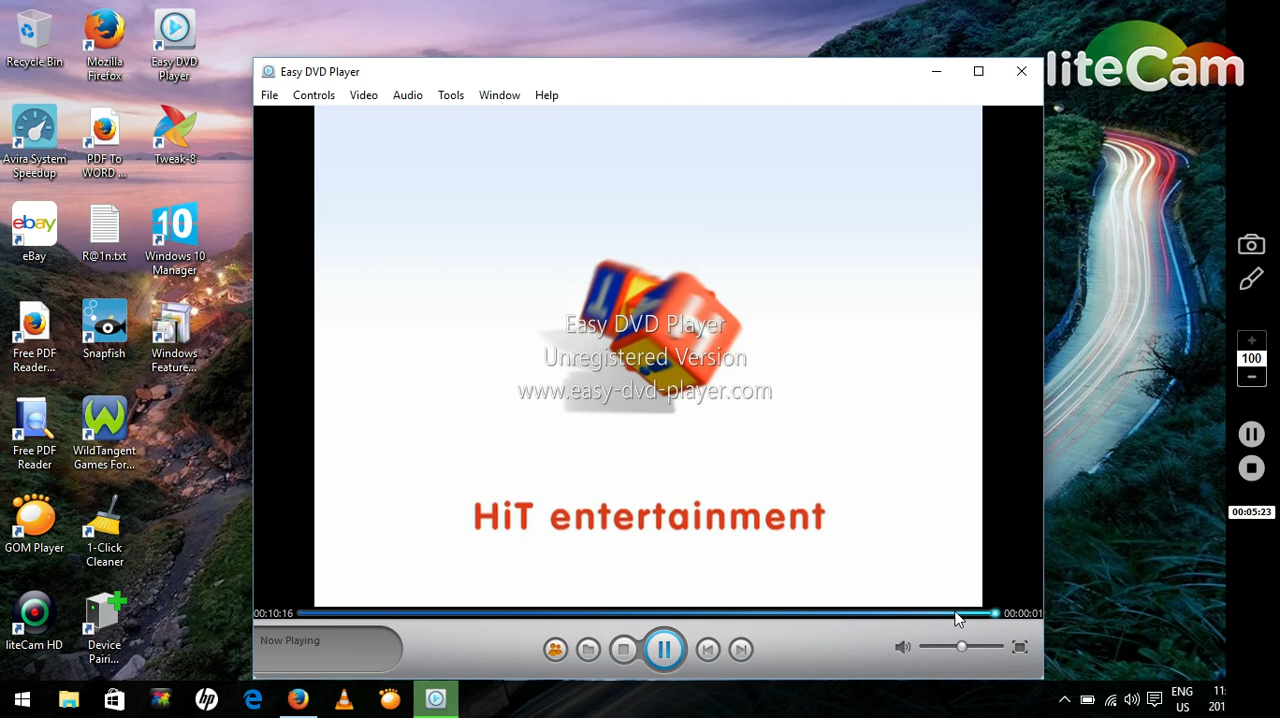 Recycle Bin
Mozilla
Firefox
Easy DVD
Player
Avira System
Speedup
PDF To
WORD ...
Tweak-8
ebay
eBay
R@1n.txt
10
Windows 10
Manager
Free PDF
Reader...
Snapfish
Windows
Feature...
Free PDF
Reader
WildTangent
Games For...
GOM Player
1-Click
Cleaner
liteCam HD
Device
Pairi...
Easy DVD Player
File Controls Video Audio Tools Window Help
Easy DVD Player
Unregistered Version
www.easy-dvd-player.com
HiT entertainment
00:10:16
00:00:01
Now Playing
liteCam
100
00:05:23
hp
ENG
US
11:
201